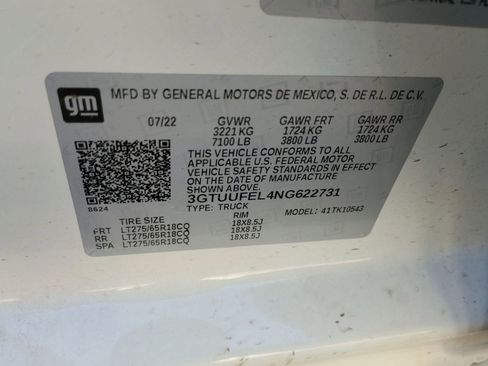 gm
MFD BY GENERAL MOTORS DE MEXICO, S. DE R.L. DE C.V.
07/22 GVWR GAWR FRT GAWR RR
3221 KG 1724 KG 1724 KG
7100 LB 3800 LB 3800 LB
THIS VEHICLE CONFORMS TO ALL
APPLICABLE U.S. FEDERAL MOTOR
VEHICLE SAFETY STANDARDS IN EFFECT
ON THE DATE OF MANUFACTURE
SHOWN ABOVE.
3GTUUFEL4NG622731
TYPE: TRUCK MODEL: 41TK10543
8624
TIRE SIZE RIM
FRT LT275/65R18CQ 18X8.5J
RR LT275/65R18CQ 18X8.5J
SPA LT275/65R18CQ 18X8.5J